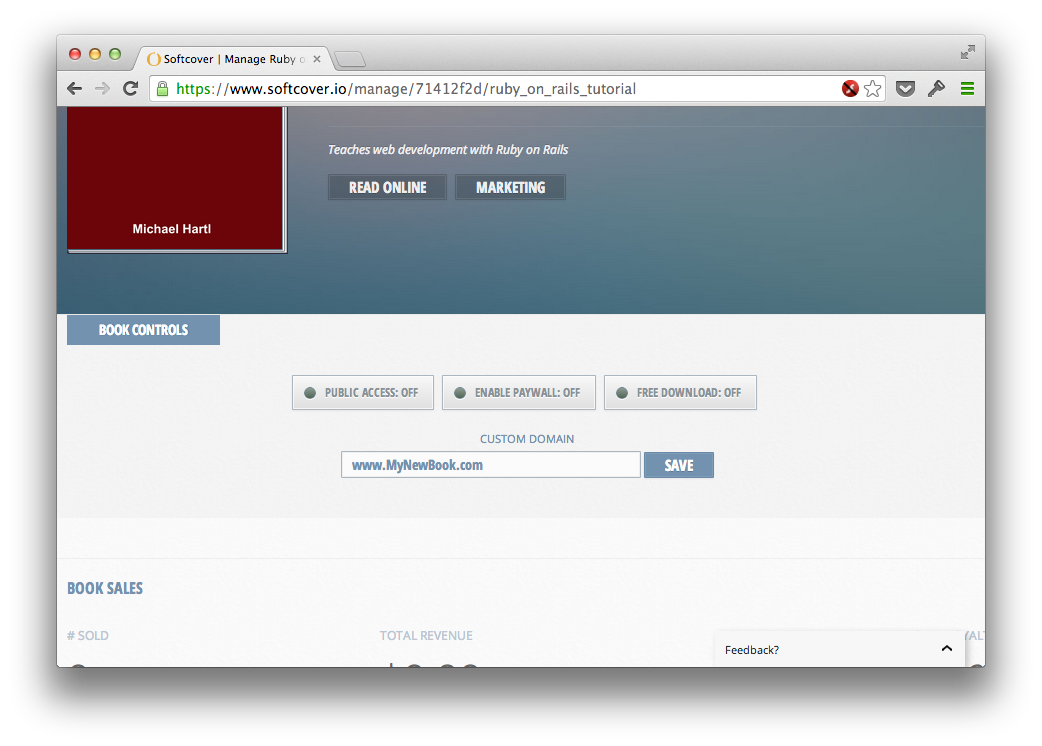 Softcover | Manage Ruby o
https://www.softcover.io/manage/71412f2d/ruby_on_rails_tutorial
Teaches web development with Ruby on Rails
READ ONLINE MARKETING
Michael Hartl
BOOK CONTROLS
PUBLIC ACCESS: OFF ENABLE PAYWALL: OFF FREE DOWNLOAD: OFF
CUSTOM DOMAIN
www.MyNewBook.com SAVE
BOOK SALES
# SOLD TOTAL REVENUE
Feedback?